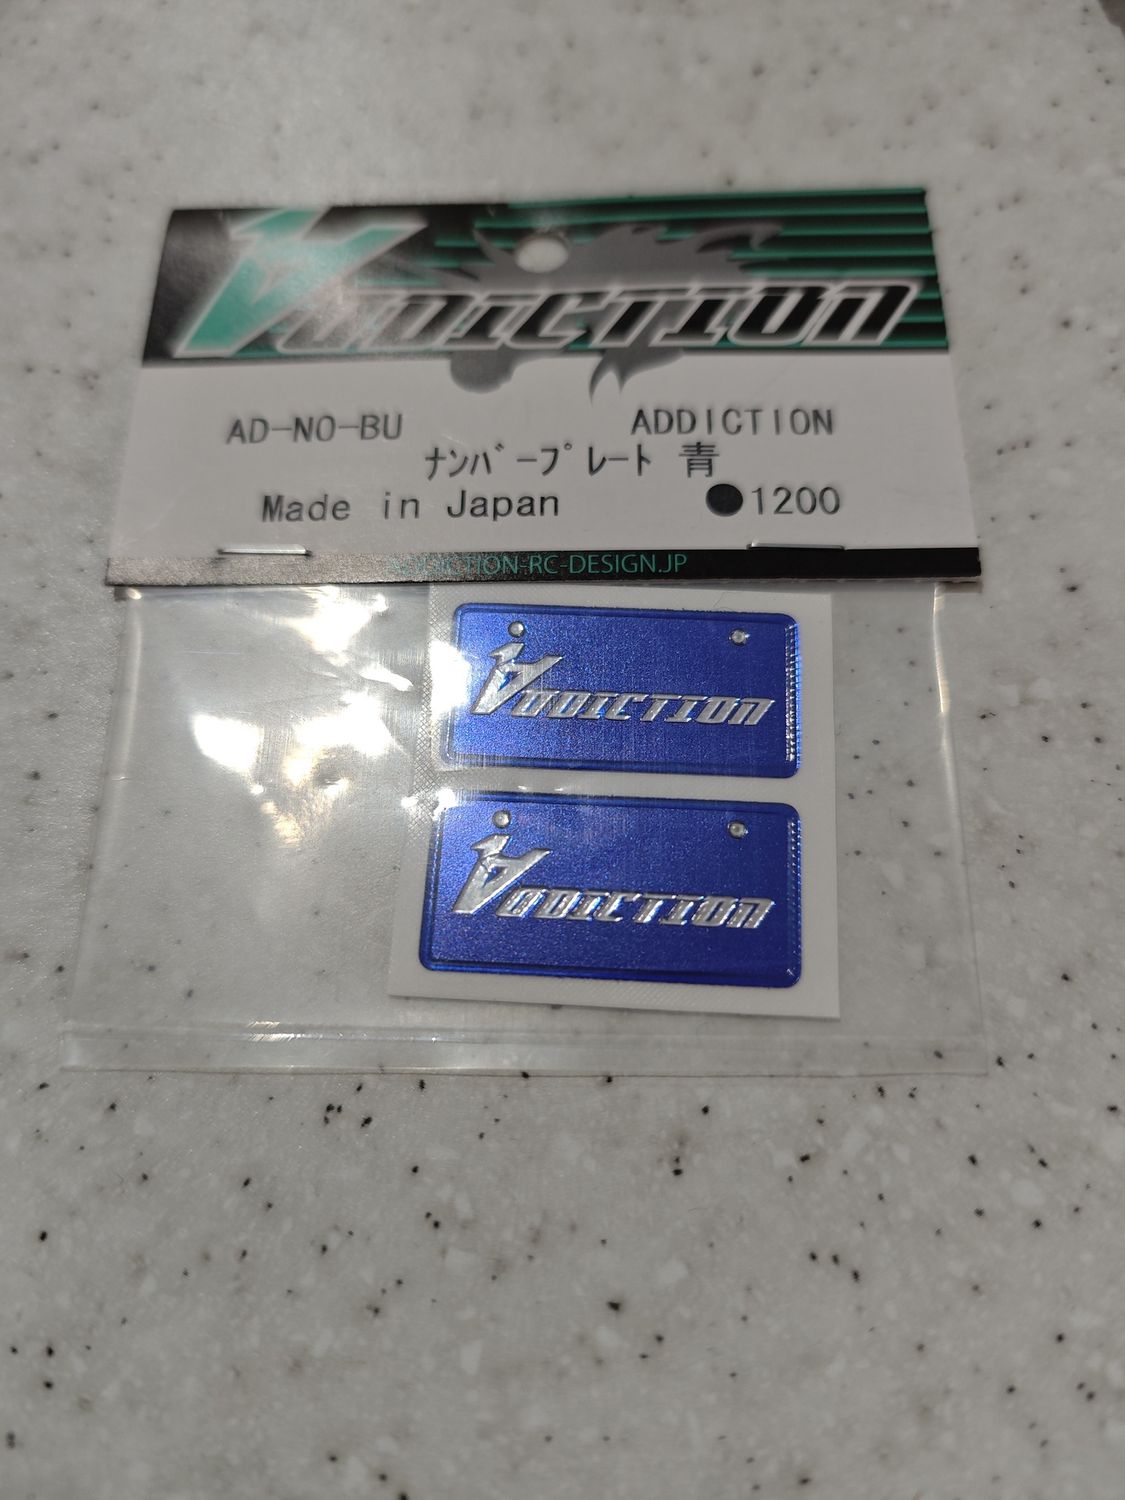 ADDICTION
AD-NO-BU ADDICTION
ナンバープレート 青
Made in Japan ●1200
ADDICTION-RC-DESIGN.JP
ADDICTION
ADDICTION